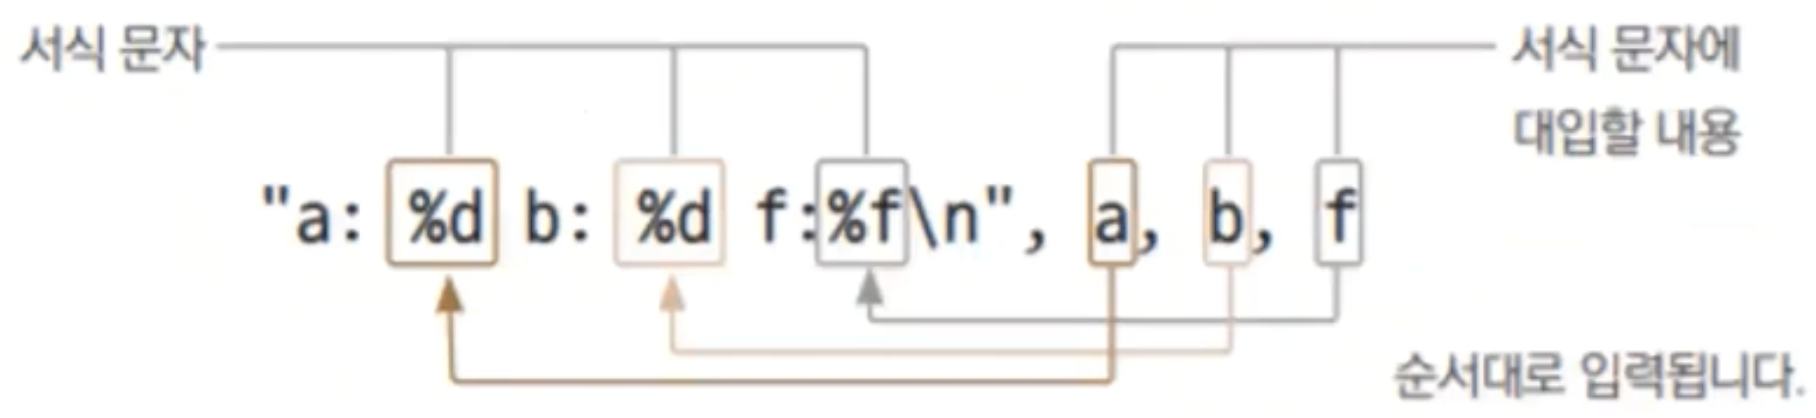 서식 문자
서식 문자에
대입할 내용
"a: %d b: %d f:%f\n", a, b, f
순서대로 입력됩니다.